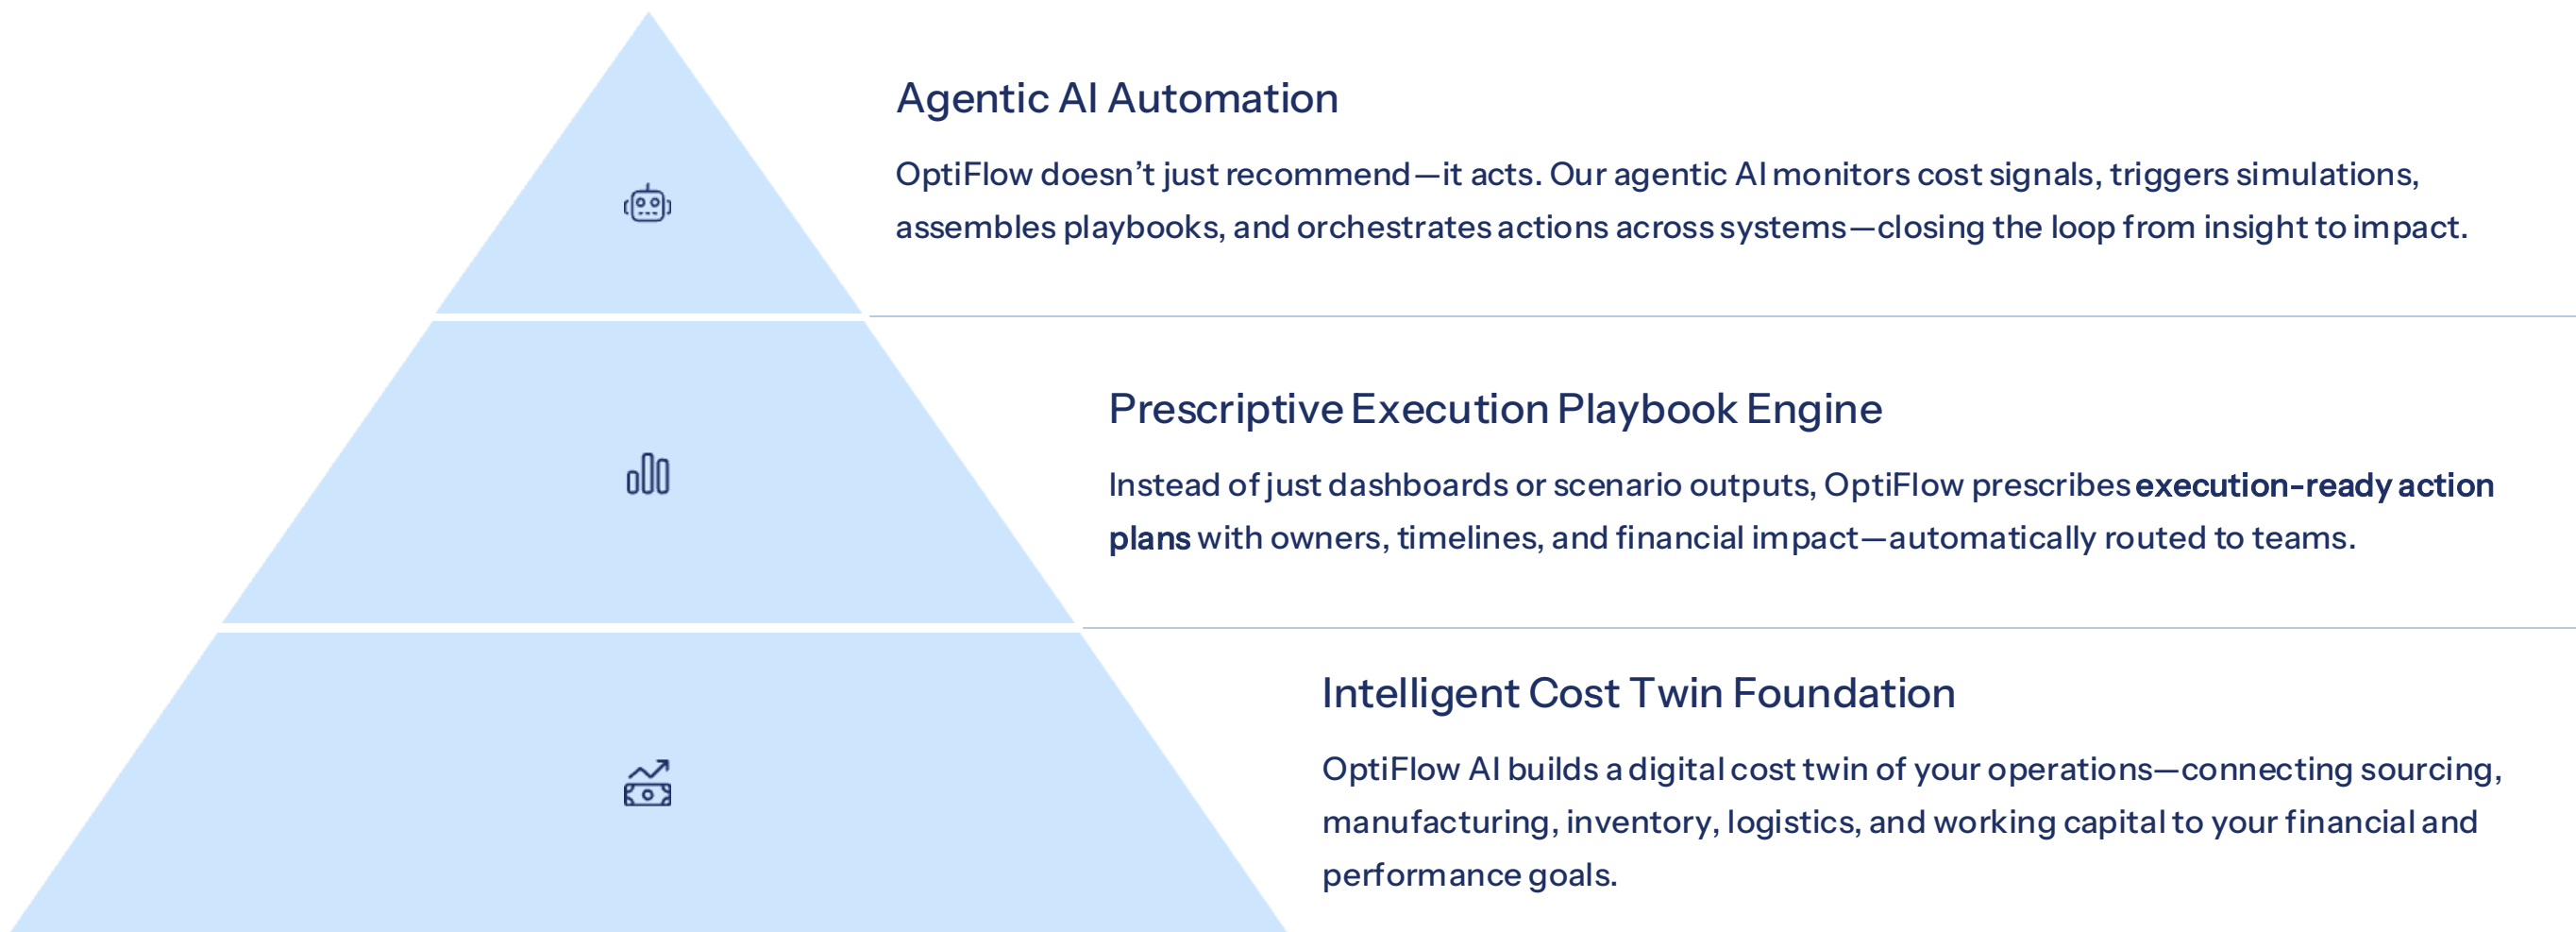 Agentic AI Automation
OptiFlow doesn’t just recommend—it acts. Our agentic AI monitors cost signals, triggers simulations,
assembles playbooks, and orchestrates actions across systems—closing the loop from insight to impact.
Prescriptive Execution Playbook Engine
Instead of just dashboards or scenario outputs, OptiFlow prescribes execution-ready action
plans with owners, timelines, and financial impact—automatically routed to teams.
Intelligent Cost Twin Foundation
OptiFlow AI builds a digital cost twin of your operations—connecting sourcing,
manufacturing, inventory, logistics, and working capital to your financial and
performance goals.